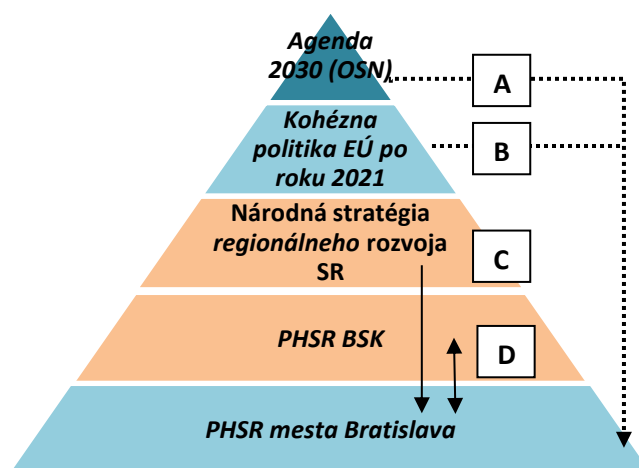 Agenda
2030 (OSN)
A
Kohézna
politika EÚ po
roku 2021
B
Národná stratégia
regionálneho rozvoja
SR
C
PHSR BSK
D
PHSR mesta Bratislava